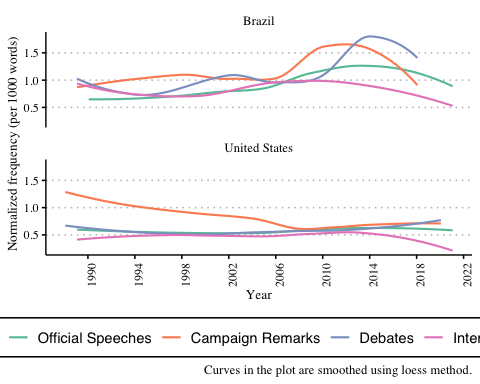 Brazil
Normalized frequency (per 1000 words)
1.5
1.0
0.5
United States
1.5
1.0
0.5
1990 1994 1998 2002 2006 2010 2014 2018 2022
Year
Official Speeches Campaign Remarks Debates Inter
Curves in the plot are smoothed using loess method.